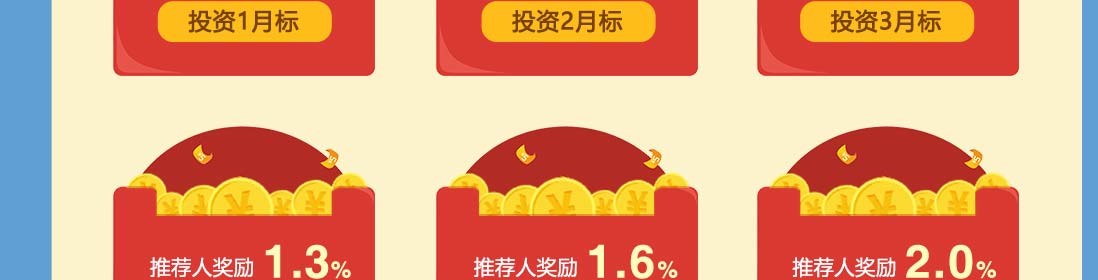 投资1月标
投资2月标
投资3月标
推荐人奖励 1.3%
推荐人奖励 1.6%
推荐人奖励 2.0%